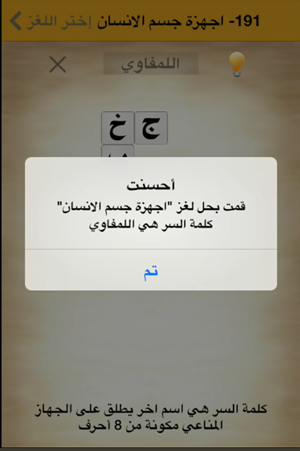 191- اجهزة جسم الانسان إختر اللغز
اللمفاوي
ج خ
أحسنت
قمت بحل لغز "اجهزة جسم الانسان"
كلمة السر هي اللمفاوي
تم
كلمة السر هي اسم اخر يطلق على الجهاز
المناعي مكونة من 8 أحرف